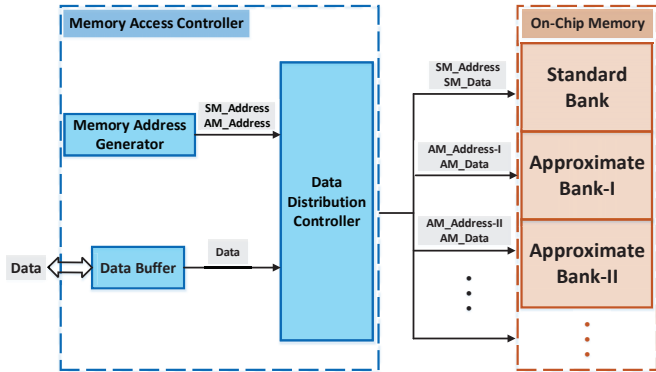 Memory Access Controller
On-Chip Memory
SM_Address
SM_Data
Standard
Bank
SM_Address
AM_Address
Memory Address
Generator
AM_Address-I
AM_Data
Approximate
Bank-I
Data
Distribution
Controller
AM_Address-II
AM_Data
Approximate
Bank-II
Data
Data
Data Buffer